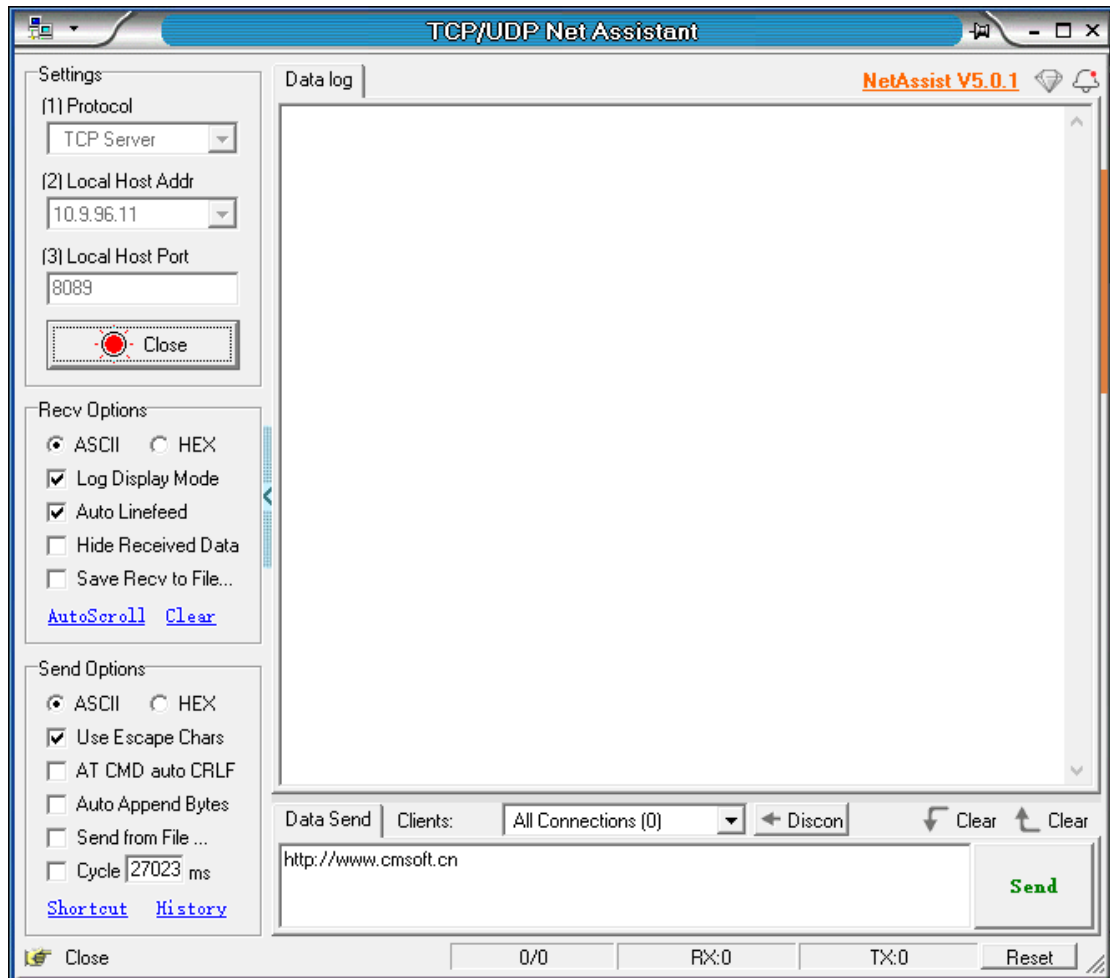 TCP/UDP Net Assistant
Settings
(1) Protocol
TCP Server
(2) Local Host Addr
10.9.96.11
(3) Local Host Port
8089
Close
Recv Options
ASCII HEX
Log Display Mode
Auto Linefeed
Hide Received Data
Save Recv to File...
AutoScroll Clear
Send Options
ASCII HEX
Use Escape Chars
AT CMD auto CRLF
Auto Append Bytes
Send from File ...
Cycle 27023 ms
Shortcut History
Data log NetAssist V5.0.1
Data Send Clients: All Connections (0) Discon Clear Clear
http://www.cmsoft.cn
Send
Close 0/0 RX:0 TX:0 Reset